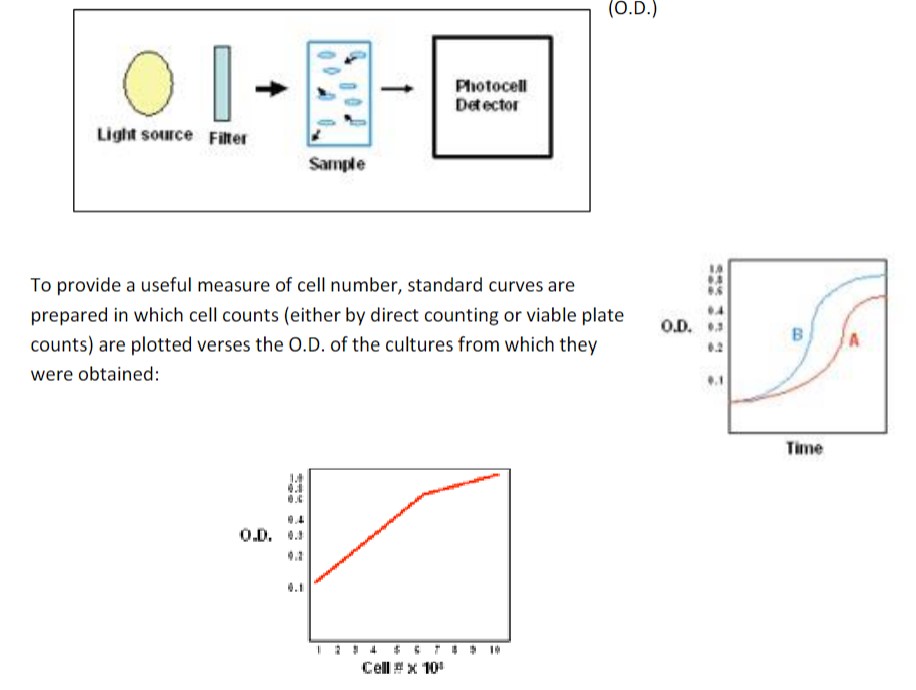 (O.D.)
Light source
Filter
Sample
Photocell
Detector
To provide a useful measure of cell number, standard curves are
prepared in which cell counts (either by direct counting or viable plate
counts) are plotted verses the O.D. of the cultures from which they
were obtained:
O.D.
1.0
0.8
0.6
0.4
0.3
0.2
0.1
B
A
Time
O.D.
1.0
0.8
0.6
0.4
0.3
0.2
0.1
1 2 3 4 5 6 7 8 9 10
Cell # x 10